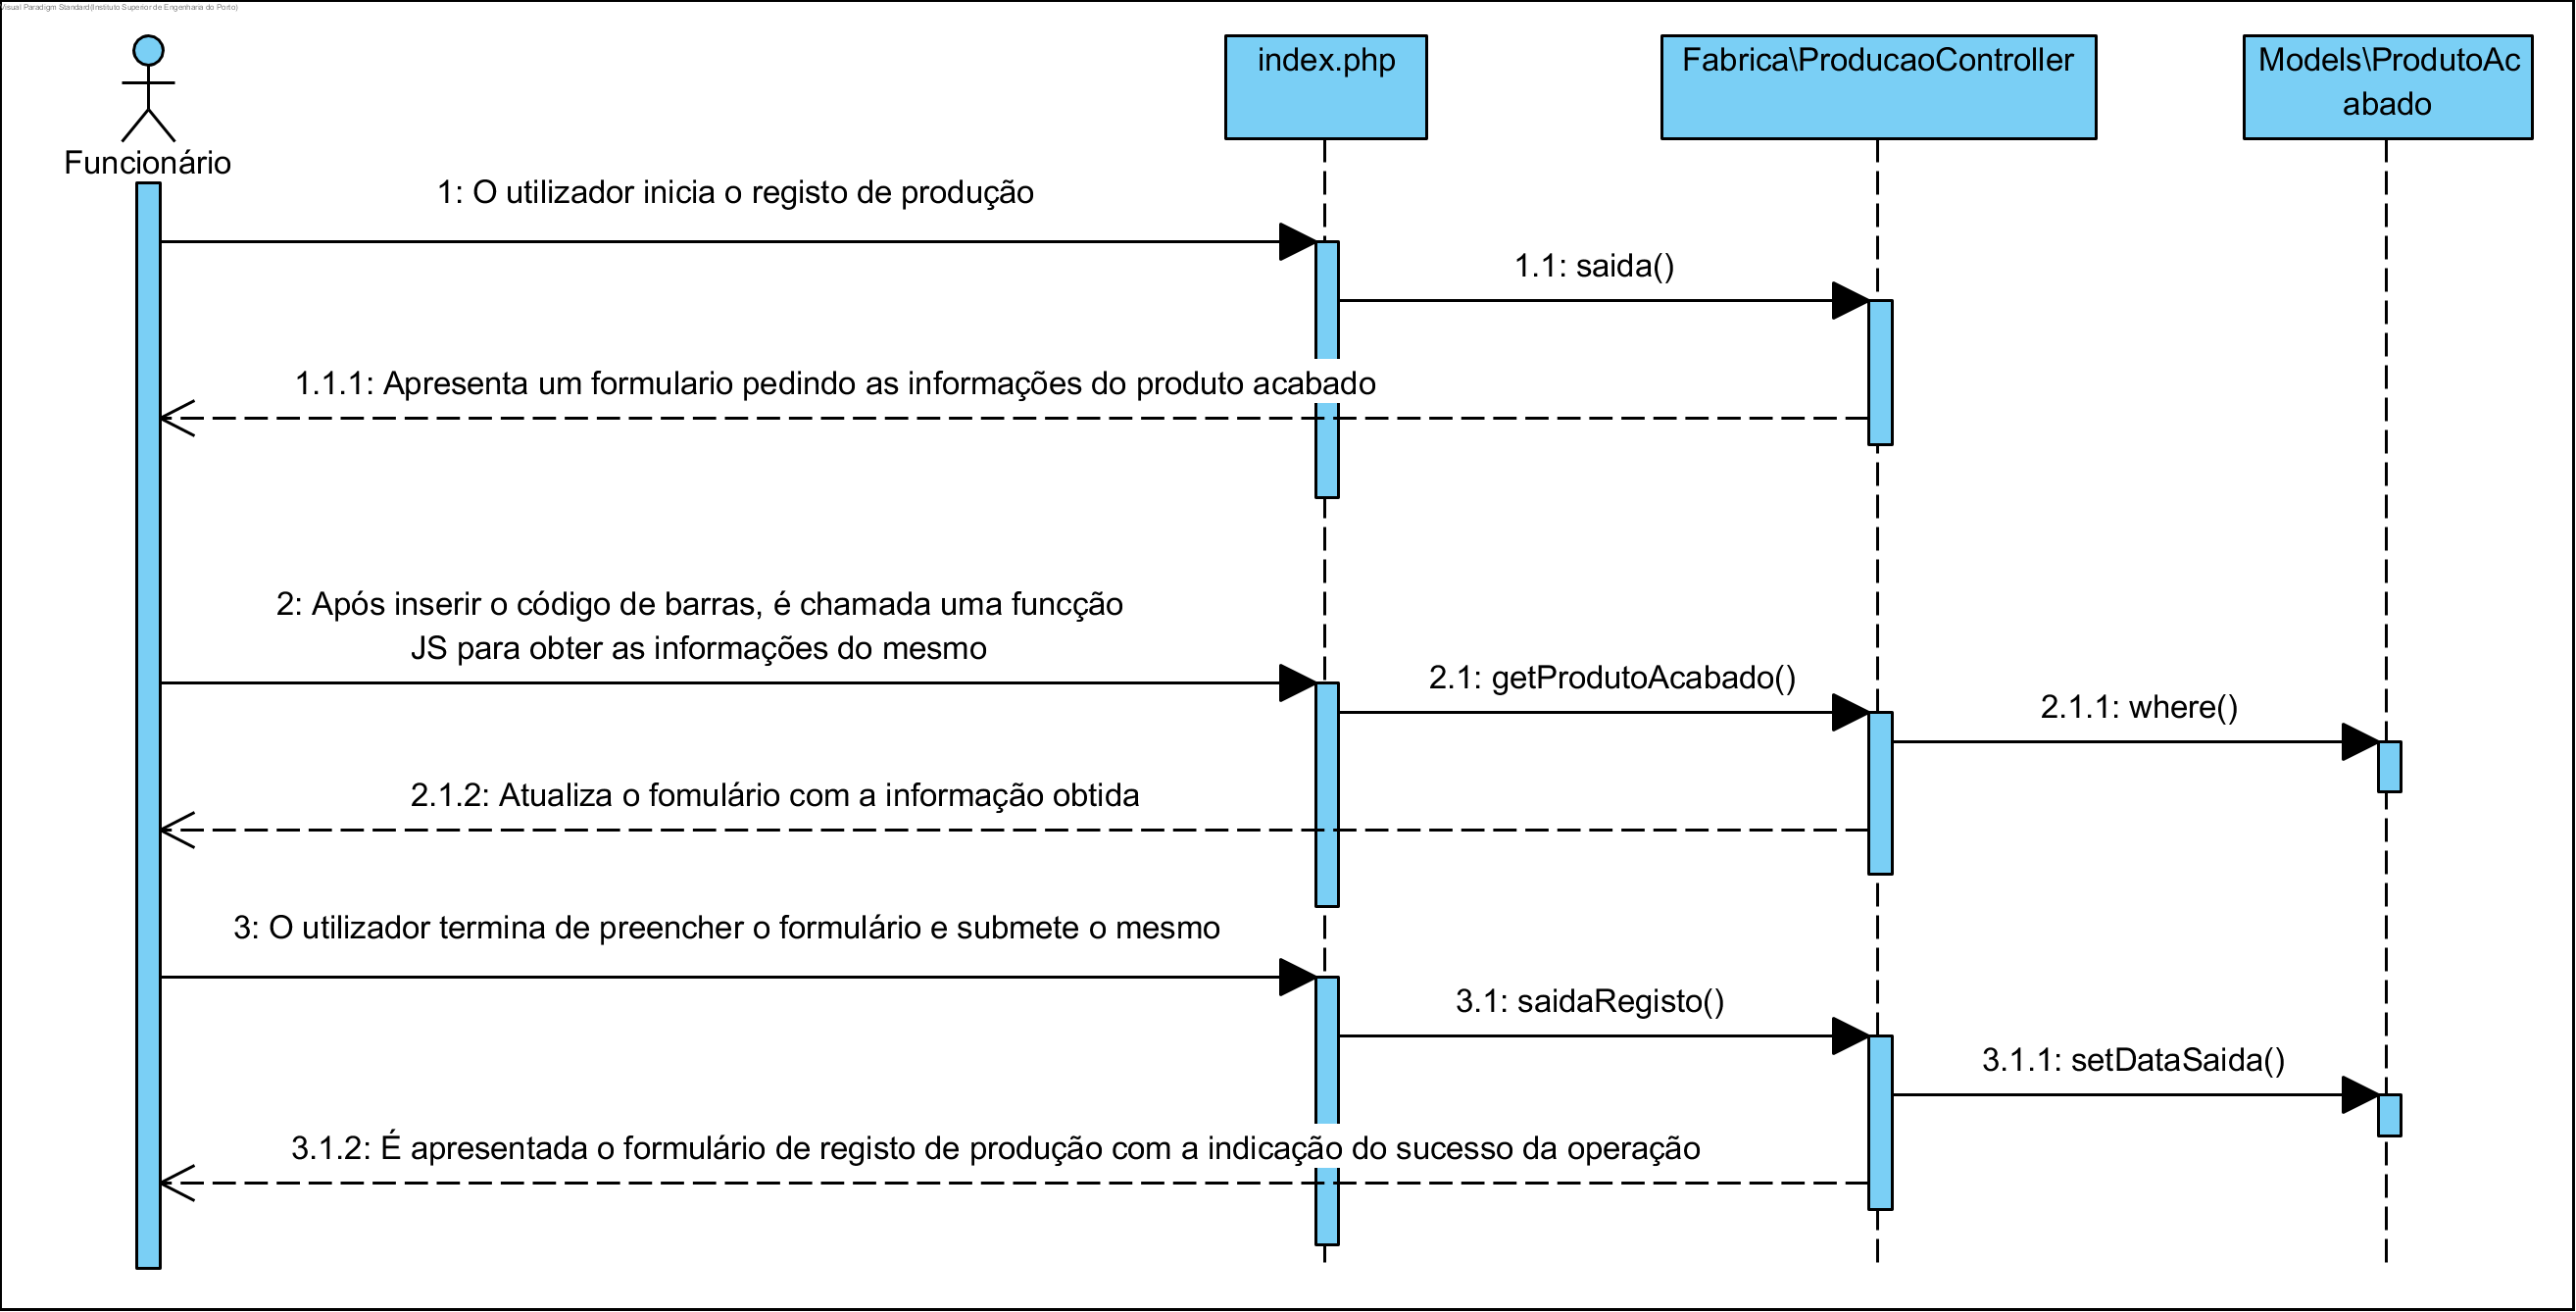 Visual Paradigm Standard(Instituto Superior de Engenharia do Porto)
Funcionário
index.php
Fabrica\ProducaoController
Models\ProdutoAc
abado
1: O utilizador inicia o registo de produção
1.1: saida()
1.1.1: Apresenta um formulario pedindo as informações do produto acabado
2: Após inserir o código de barras, é chamada uma funcção
JS para obter as informações do mesmo
2.1: getProdutoAcabado()
2.1.1: where()
2.1.2: Atualiza o fomulário com a informação obtida
3: O utilizador termina de preencher o formulário e submete o mesmo
3.1: saidaRegisto()
3.1.1: setDataSaida()
3.1.2: É apresentada o formulário de registo de produção com a indicação do sucesso da operação